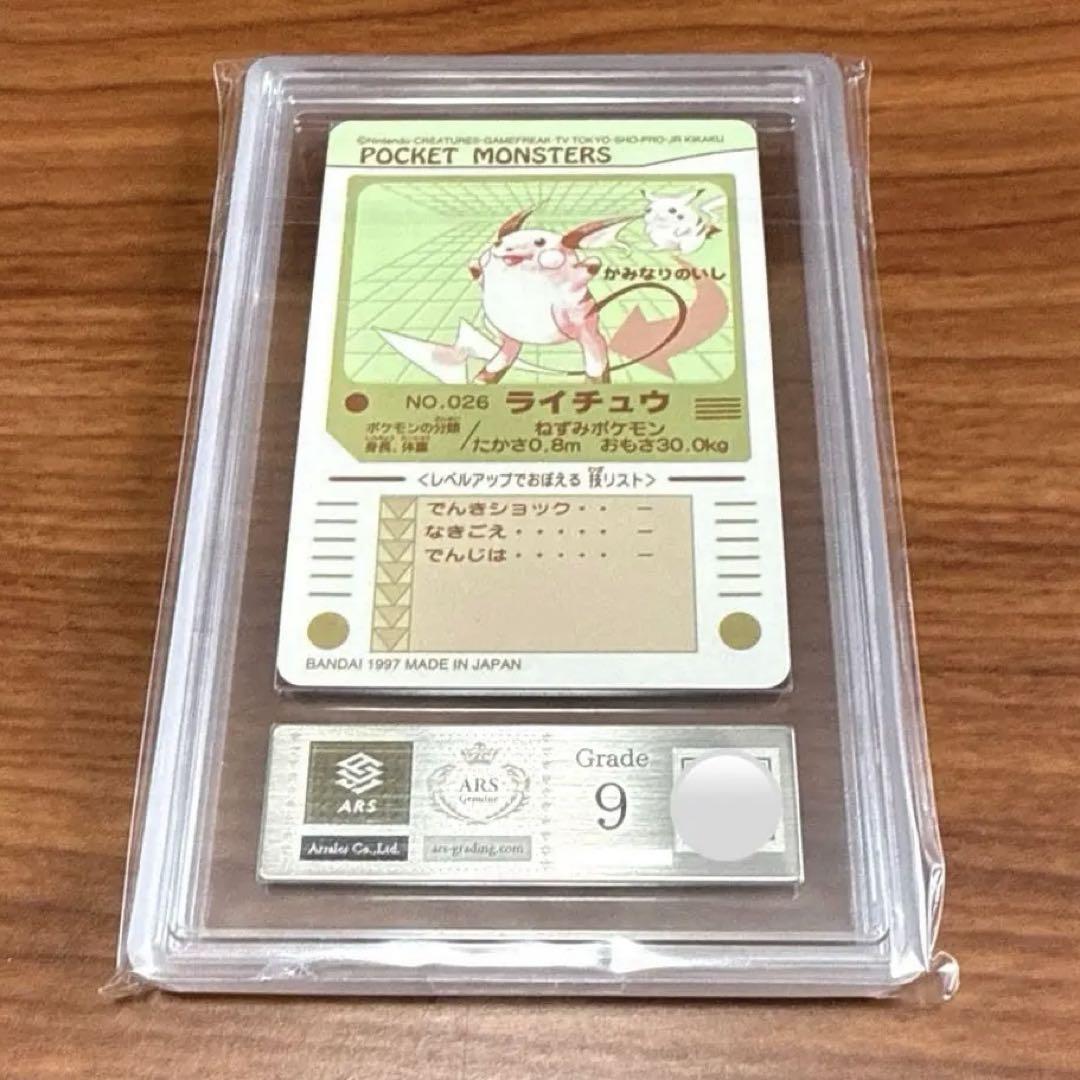 ©Nintendo・CREATURES・GAMEFREAK・TV TOKYO・SHO-PRO・JR KIKAKU
POCKET MONSTERS
かみなりのいし
NO.026 ライチュウ
ポケモンの分類 ねずみポケモン
身長、体重 / たかさ0.8m おもさ30.0kg
<レベルアップでおぼえる 技リスト>
でんきショック・・ ー
なきごえ・・・・・ ー
でんじは・・・・・ ー
BANDAI 1997 MADE IN JAPAN
ARS
Arrales Co.,Ltd.
ARS
Genuine
ars-grading.com
Grade
9